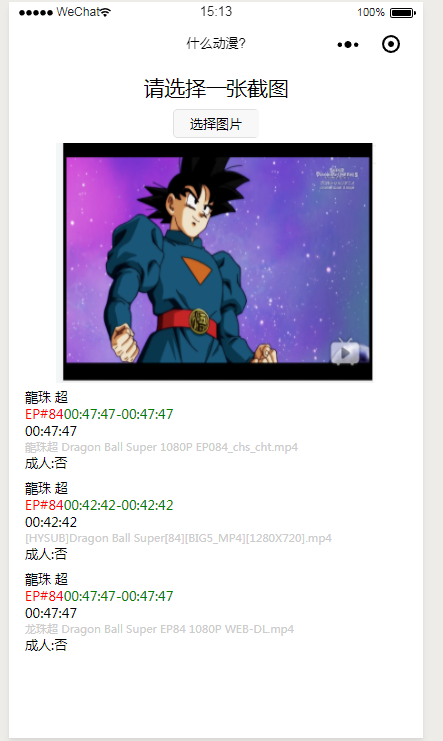 WeChat
15:13
100%
什么动漫?
请选择一张截图
选择图片
龍珠 超
EP#8400:47:47-00:47:47
00:47:47
龍珠超 Dragon Ball Super 1080P EP084_chs_cht.mp4
成人:否
龍珠 超
EP#8400:42:42-00:42:42
00:42:42
[HYSUB]Dragon Ball Super[84][BIG5_MP4][1280X720].mp4
成人:否
龍珠 超
EP#8400:47:47-00:47:47
00:47:47
龙珠超 Dragon Ball Super EP84 1080P WEB-DL.mp4
成人:否